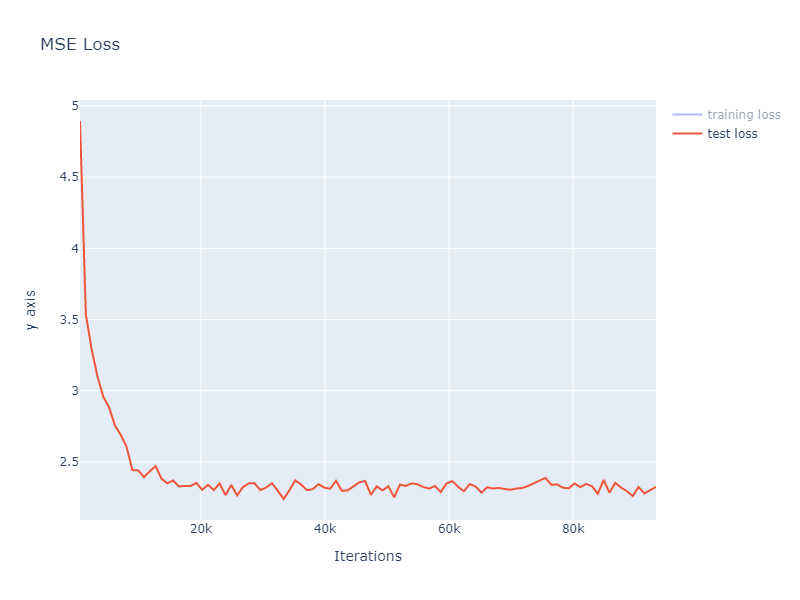 MSE Loss
training loss
test loss
5
4.5
4
3.5
3
2.5
y axis
20k
40k
60k
80k
Iterations